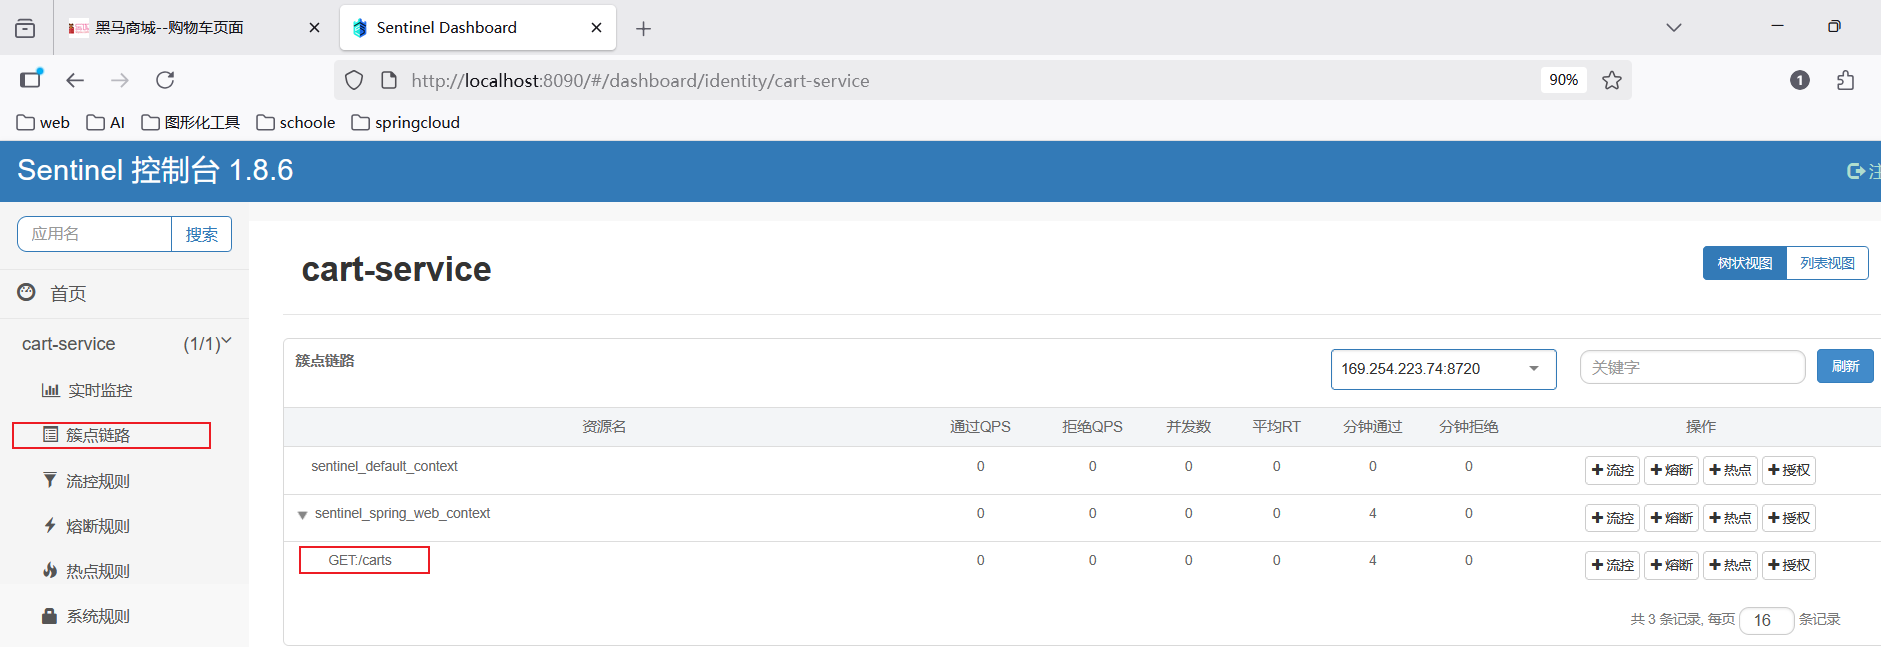 黑马商城--购物车页面
Sentinel Dashboard
http://localhost:8090/#/dashboard/identity/cart-service
90%
1
web AI 图形化工具 schoole springcloud
Sentinel 控制台 1.8.6
注
应用名 搜索
首页
cart-service (1/1)
实时监控
簇点链路
流控规则
熔断规则
热点规则
系统规则
cart-service
树状视图 列表视图
簇点链路
169.254.223.74:8720
关键字
刷新
资源名 通过QPS 拒绝QPS 并发数 平均RT 分钟通过 分钟拒绝 操作
sentinel_default_context 0 0 0 0 0 0 +流控 +熔断 +热点 +授权
sentinel_spring_web_context 0 0 0 0 4 0 +流控 +熔断 +热点 +授权
GET:/carts 0 0 0 0 4 0 +流控 +熔断 +热点 +授权
共 3 条记录, 每页 16 条记录